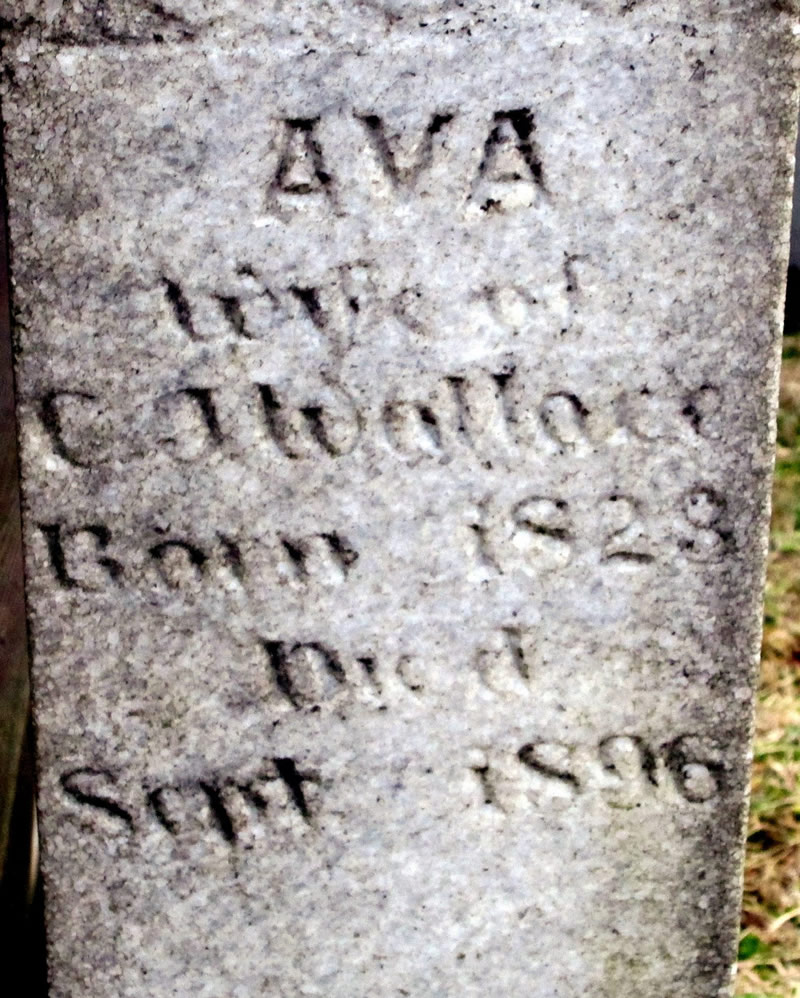 AVA
Wife of
C J Wallace
Born 1828
Died
Sept 1896